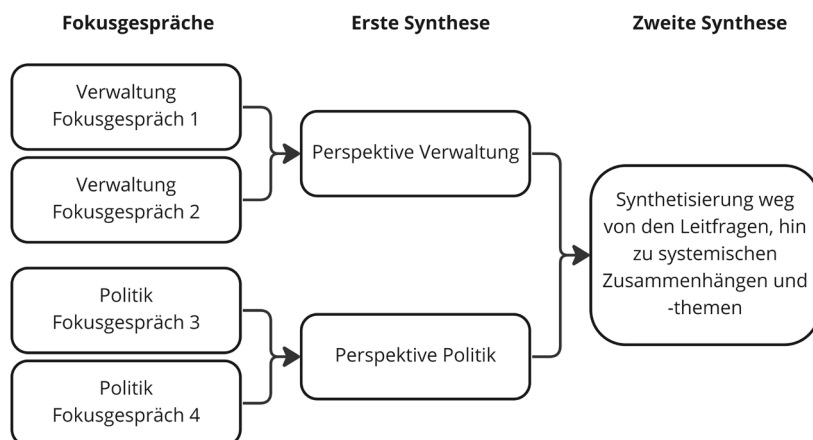 Fokusgespräche
Erste Synthese
Zweite Synthese
Verwaltung
Fokusgespräch 1
Verwaltung
Fokusgespräch 2
Politik
Fokusgespräch 3
Politik
Fokusgespräch 4
Perspektive Verwaltung
Perspektive Politik
Synthetisierung weg
von den Leitfragen, hin
zu systemischen
Zusammenhängen und
-themen